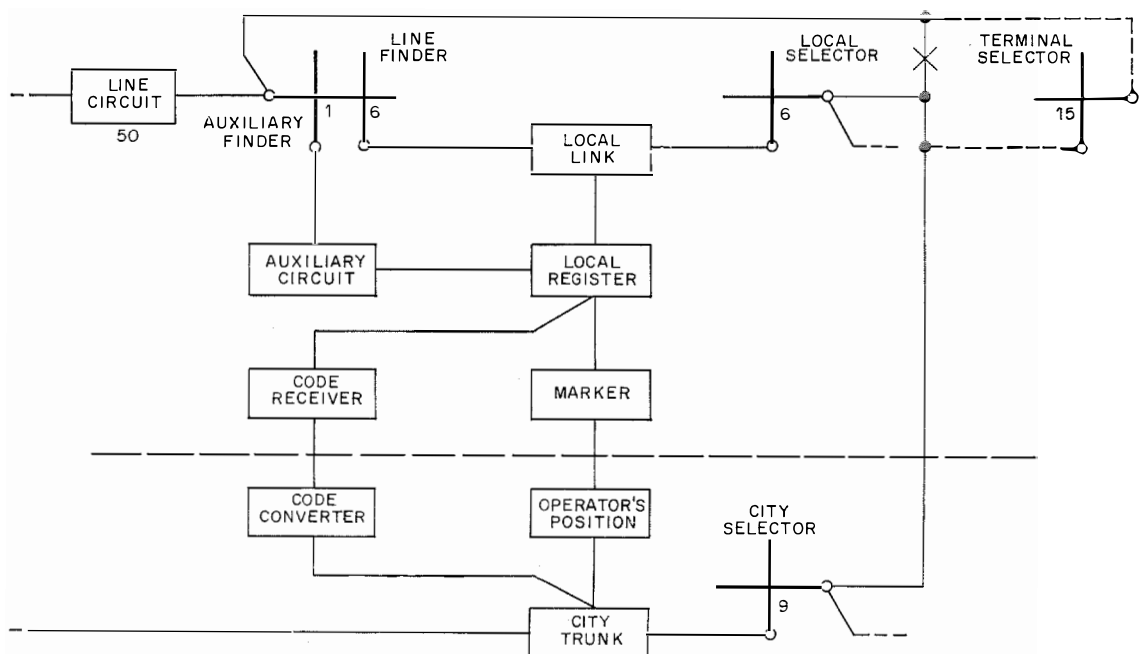 LINE
FINDER
LOCAL
SELECTOR
TERMINAL
SELECTOR
LINE
CIRCUIT
50
AUXILIARY
FINDER
1
6
6
15
LOCAL
LINK
AUXILIARY
CIRCUIT
LOCAL
REGISTER
CODE
RECEIVER
MARKER
CODE
CONVERTER
OPERATOR'S
POSITION
CITY
SELECTOR
9
CITY
TRUNK